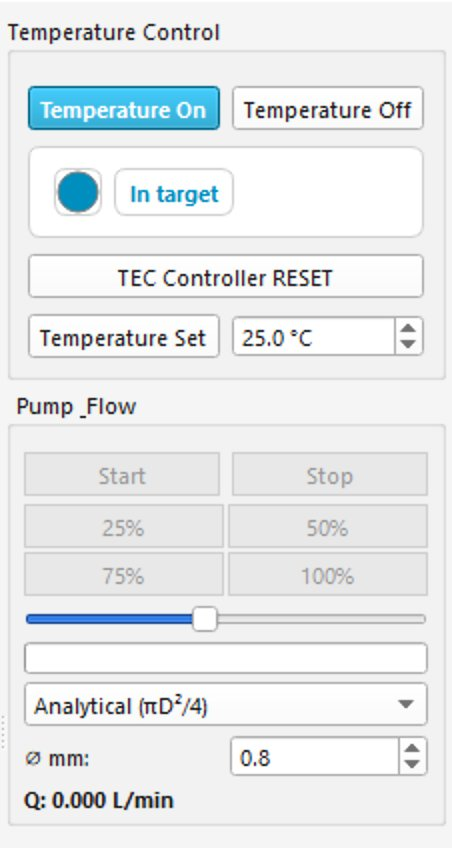 Temperature Control
Temperature On Temperature Off
In target
TEC Controller RESET
Temperature Set 25.0 °C
Pump _Flow
Start Stop
25% 50%
75% 100%
Analytical (πD²/4)
⌀ mm: 0.8
Q: 0.000 L/min